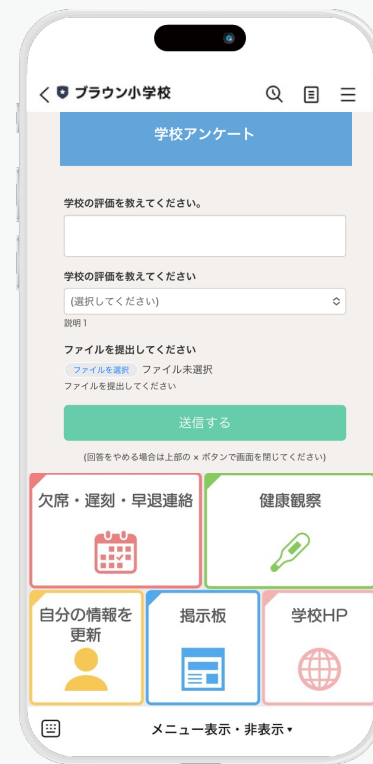 ブラウン小学校
学校アンケート
学校の評価を教えてください。
学校の評価を教えてください
(選択してください)
説明１
ファイルを提出してください
ファイルを選択 ファイル未選択
ファイルを提出してください
送信する
(回答をやめる場合は上部の × ボタンで画面を閉じてください)
欠席・遅刻・早退連絡
健康観察
自分の情報を
更新
掲示板
学校HP
メニュー表示・非表示▾